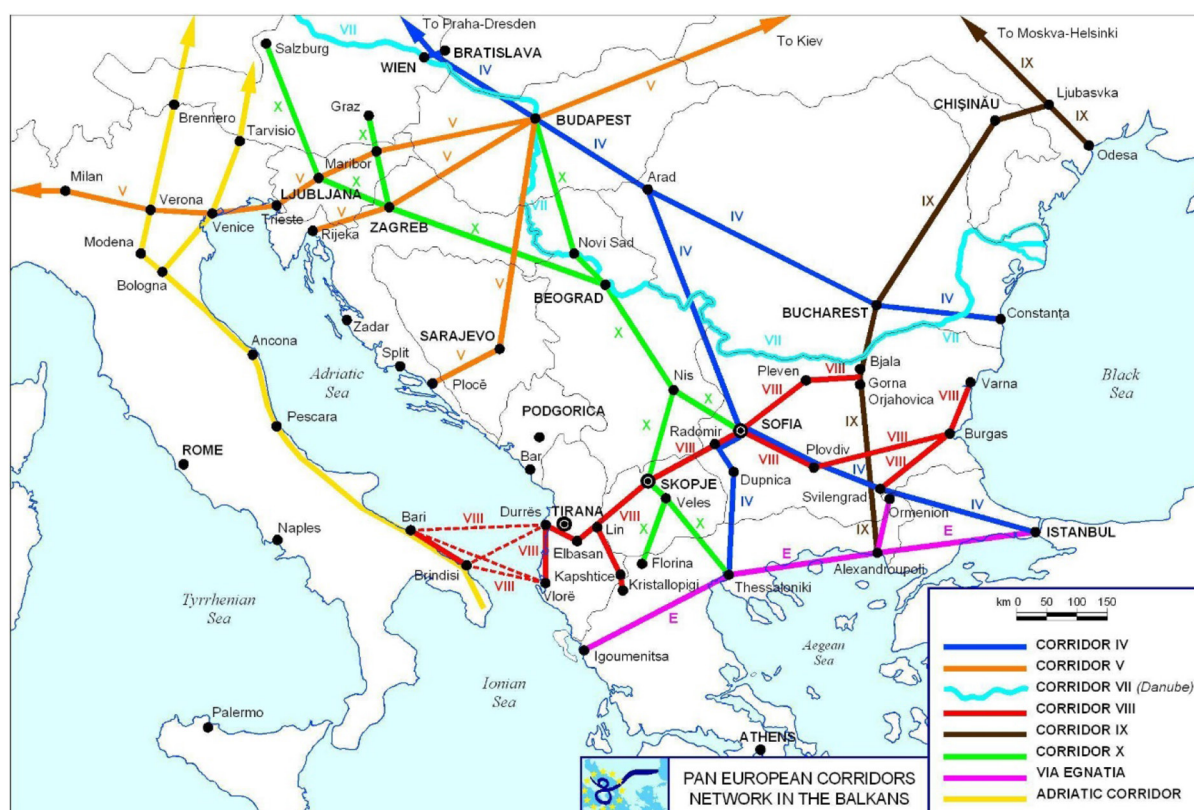 To Praha-Dresden
VII
Salzburg
BRATISLAVA
WIEN
IV
To Kiev
To Moskva-Helsinki
IX
Ljubasvka
CHIŞINĂU
IX
Odesa
V
Graz
X
X
Brennero
Tarvisio
BUDAPEST
V
Maribor
V
IV
X
Arad
Milan
V
Verona
LJUBLJANA
V
X
Trieste
Venice
V
Rijeka
ZAGREB
X
VII
IX
IV
IV
Modena
Bologna
Novi Sad
BEOGRAD
V
BUCHAREST
IV
Constanţa
Zadar
SARAJEVO
X
VII
VII
Ancona
Adriatic
Sea
Split
V
Plocē
Bjala
Pleven
VIII
Gorna
Orjahovica
Varna
Black
Sea
Nis
X
VIII
VIII
Pescara
PODGORICA
X
Radomir
SOFIA
IX
ROME
Bar
VIII
VIII
Plovdiv
VIII
Burgas
IV
VIII
SKOPJE
Dupnica
Svilengrad
IV
Veles
IV
Ormenion
Durrës
TIRANA
VIII
Bari
VIII
Lin
X
X
IX
ISTANBUL
Naples
VIII
Elbasan
E
E
Florina
Alexandroupoli
Brindisi
VIII
Kapshtice
Vlorë
Kristallopigi
Thessaloniki
Tyrrhenian
Sea
E
Igoumenitsa
Aegean
Sea
Ionian
Sea
Palermo
ATHENS
km 0 50 100 150
CORRIDOR IV
CORRIDOR V
CORRIDOR VII (Danube)
CORRIDOR VIII
CORRIDOR IX
CORRIDOR X
VIA EGNATIA
ADRIATIC CORRIDOR
PAN EUROPEAN CORRIDORS
NETWORK IN THE BALKANS